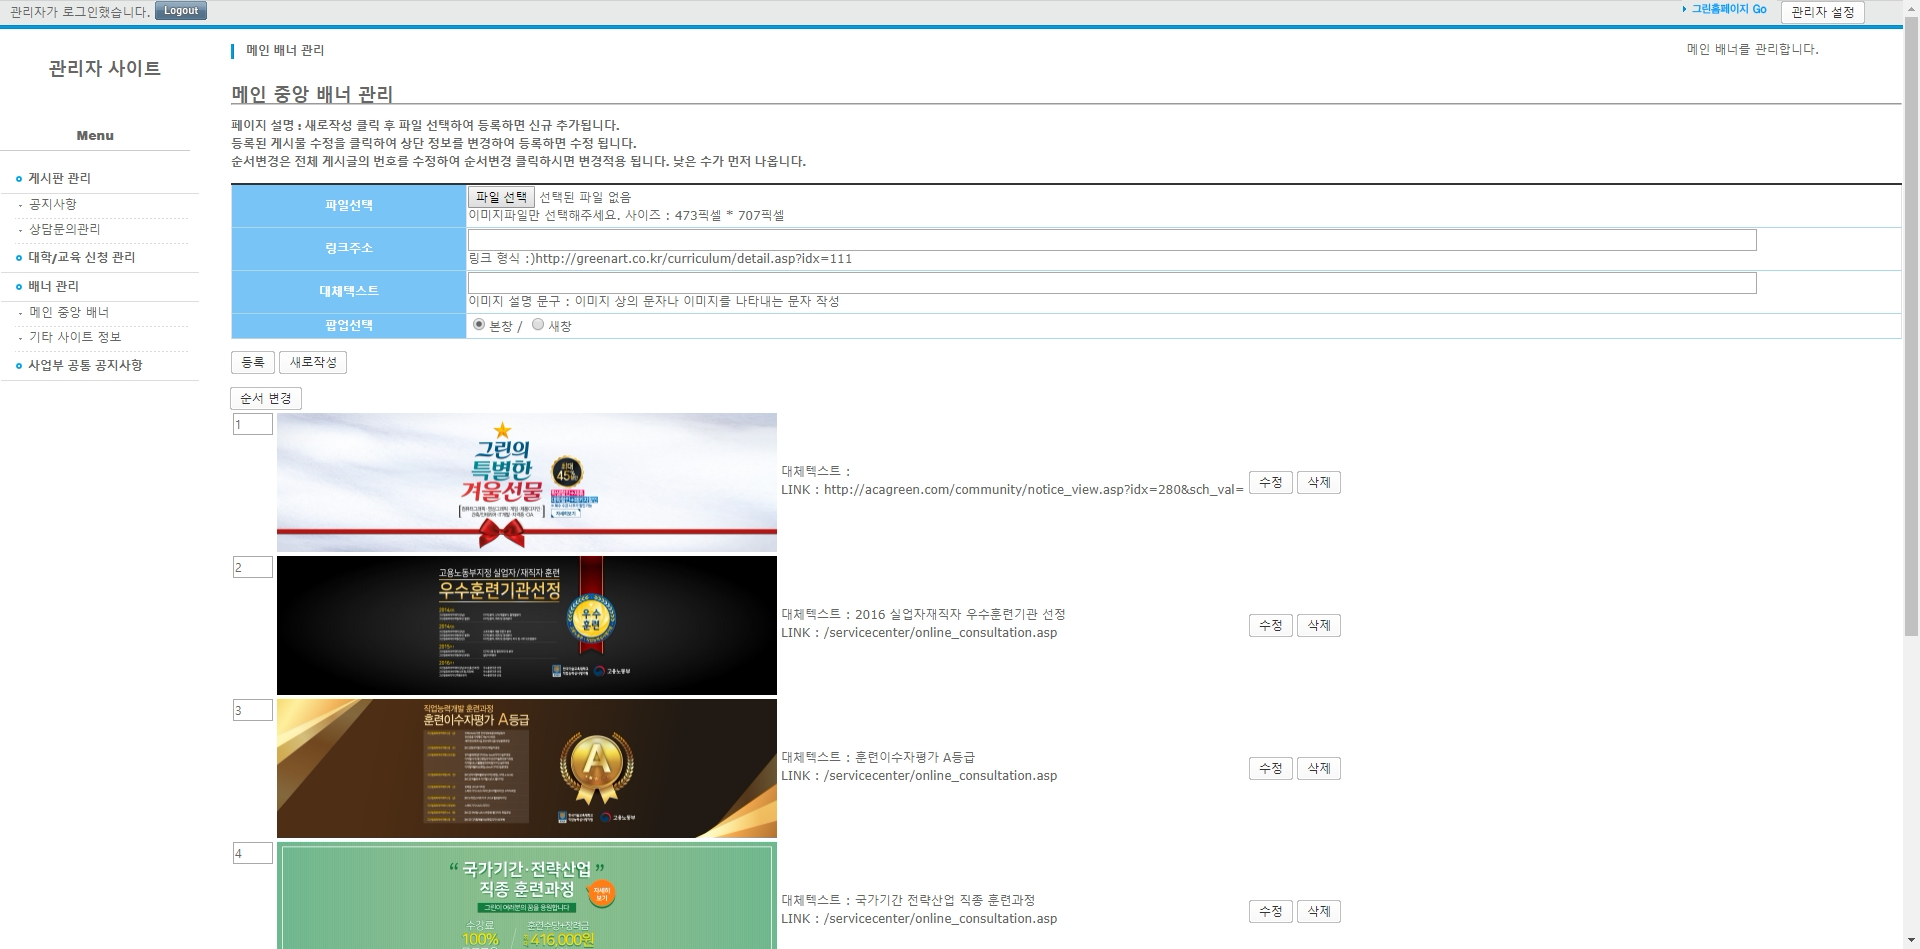 관리자가 로그인했습니다. Logout
그린홈페이지 Go 관리자 설정
관리자 사이트
Menu
게시판 관리
- 공지사항
- 상담문의관리
대학/교육 신청 관리
배너 관리
- 메인 중앙 배너
- 기타 사이트 정보
사업부 공통 공지사항
메인 배너 관리
메인 배너를 관리합니다.
메인 중앙 배너 관리
페이지 설명 : 새로작성 클릭 후 파일 선택하여 등록하면 신규 추가됩니다.
등록된 게시물 수정을 클릭하여 상단 정보를 변경하여 등록하면 수정 됩니다.
순서변경은 전체 게시글의 번호를 수정하여 순서변경 클릭하시면 변경적용 됩니다. 낮은 수가 먼저 나옵니다.
파일선택
파일 선택 선택된 파일 없음
이미지파일만 선택해주세요. 사이즈 : 473픽셀 * 707픽셀
링크주소
링크 형식 :)http://greenart.co.kr/curriculum/detail.asp?idx=111
대체텍스트
이미지 설명 문구 : 이미지 상의 문자나 이미지를 나타내는 문자 작성
팝업선택
본창 / 새창
등록 새로작성
순서 변경
1
그린의
특별한
겨울선물
최대
45%
자세히보기
대체텍스트 :
LINK : http://acagreen.com/community/notice_view.asp?idx=280&sch_val=
수정 삭제
2
고용노동부지정 실업자/재직자 훈련
우수훈련기관선정
우수
훈련
고용노동부
대체텍스트 : 2016 실업자재직자 우수훈련기관 선정
LINK : /servicecenter/online_consultation.asp
수정 삭제
3
직업능력개발 훈련과정
훈련이수자평가 A등급
A
고용노동부
대체텍스트 : 훈련이수자평가 A등급
LINK : /servicecenter/online_consultation.asp
수정 삭제
4
“ 국가기간·전략산업 ”
직종 훈련과정
자세히
보기
그린이 여러분의 꿈을 응원합니다
수강료
100%
훈련수당+장려금
416,000원
대체텍스트 : 국가기간 전략산업 직종 훈련과정
LINK : /servicecenter/online_consultation.asp
수정 삭제